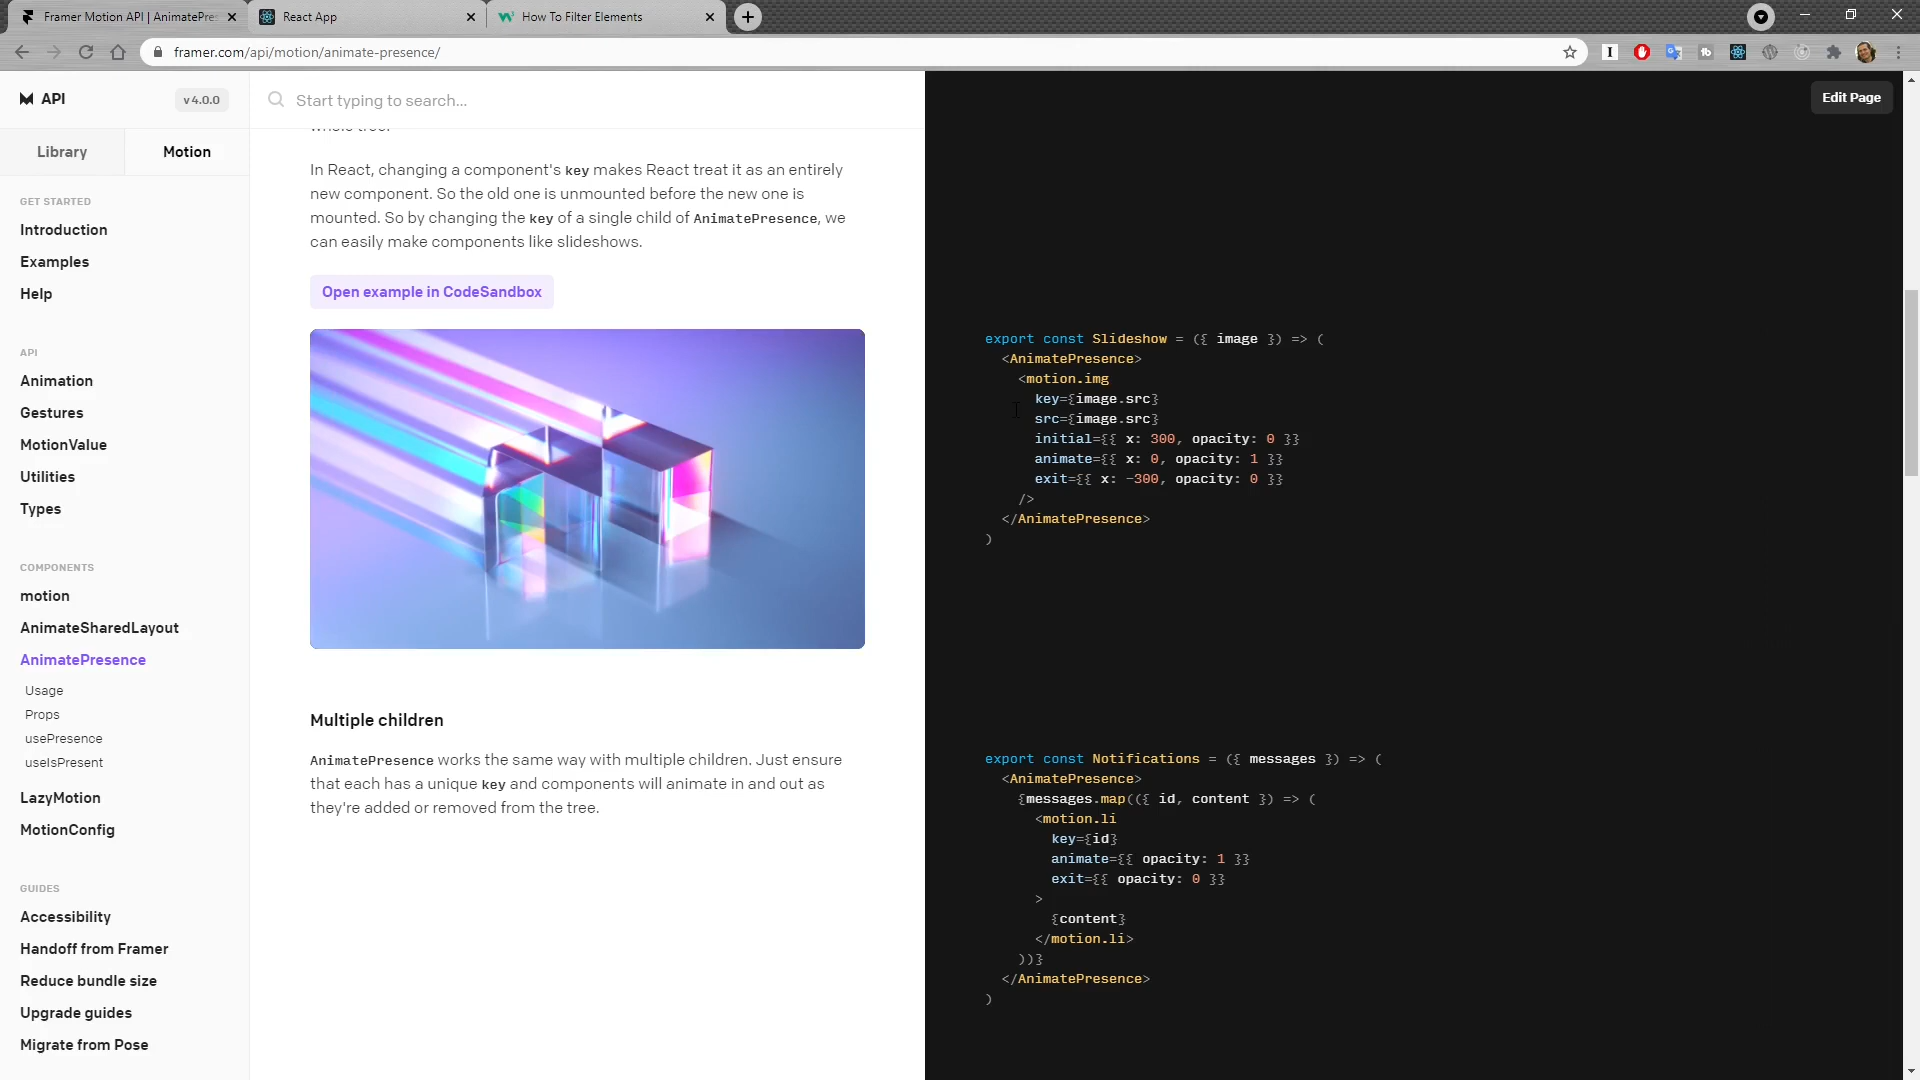 Framer Motion API | AnimatePres
React App
How To Filter Elements
framer.com/api/motion/animate-presence/
API
v4.0.0
Start typing to search...
Edit Page
Library
Motion
GET STARTED
Introduction
Examples
Help
API
Animation
Gestures
MotionValue
Utilities
Types
COMPONENTS
motion
AnimateSharedLayout
AnimatePresence
Usage
Props
usePresence
useIsPresent
LazyMotion
MotionConfig
GUIDES
Accessibility
Handoff from Framer
Reduce bundle size
Upgrade guides
Migrate from Pose
whole tree.
In React, changing a component's key makes React treat it as an entirely
new component. So the old one is unmounted before the new one is
mounted. So by changing the key of a single child of AnimatePresence, we
can easily make components like slideshows.
Open example in CodeSandbox
Multiple children
AnimatePresence works the same way with multiple children. Just ensure
that each has a unique key and components will animate in and out as
they're added or removed from the tree.
export const Slideshow = ({ image }) => (
<AnimatePresence>
<motion.img
key={image.src}
src={image.src}
initial={{ x: 300, opacity: 0 }}
animate={{ x: 0, opacity: 1 }}
exit={{ x: -300, opacity: 0 }}
/>
</AnimatePresence>
)
export const Notifications = ({ messages }) => (
<AnimatePresence>
{messages.map(({ id, content }) => (
<motion.li
key={id}
animate={{ opacity: 1 }}
exit={{ opacity: 0 }}
>
{content}
</motion.li>
))}
</AnimatePresence>
)